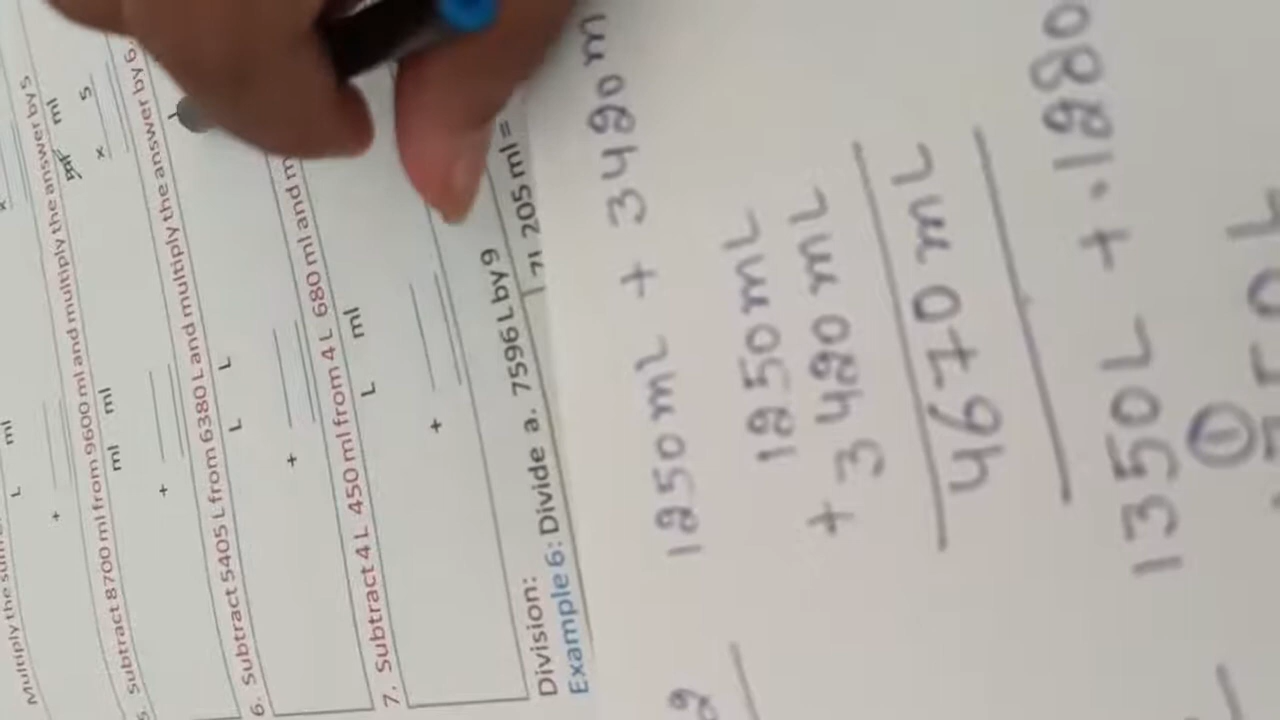 Multiply the sum
L ml
+
x
5. Subtract 8700 ml from 9600 ml and multiply the answer by 5
ml ml
ml
+
x 5
6. Subtract 5405 L from 6380 L and multiply the answer by 6.
L L
+
7. Subtract 4 L 450 ml from 4 L 680 ml and m
L ml
+
Division:
Example 6: Divide a. 7596 L by 9
71 205 ml =
1250 mL + 3420 m
1250 mL
+ 3420 mL
4670 mL
1350L + 1280